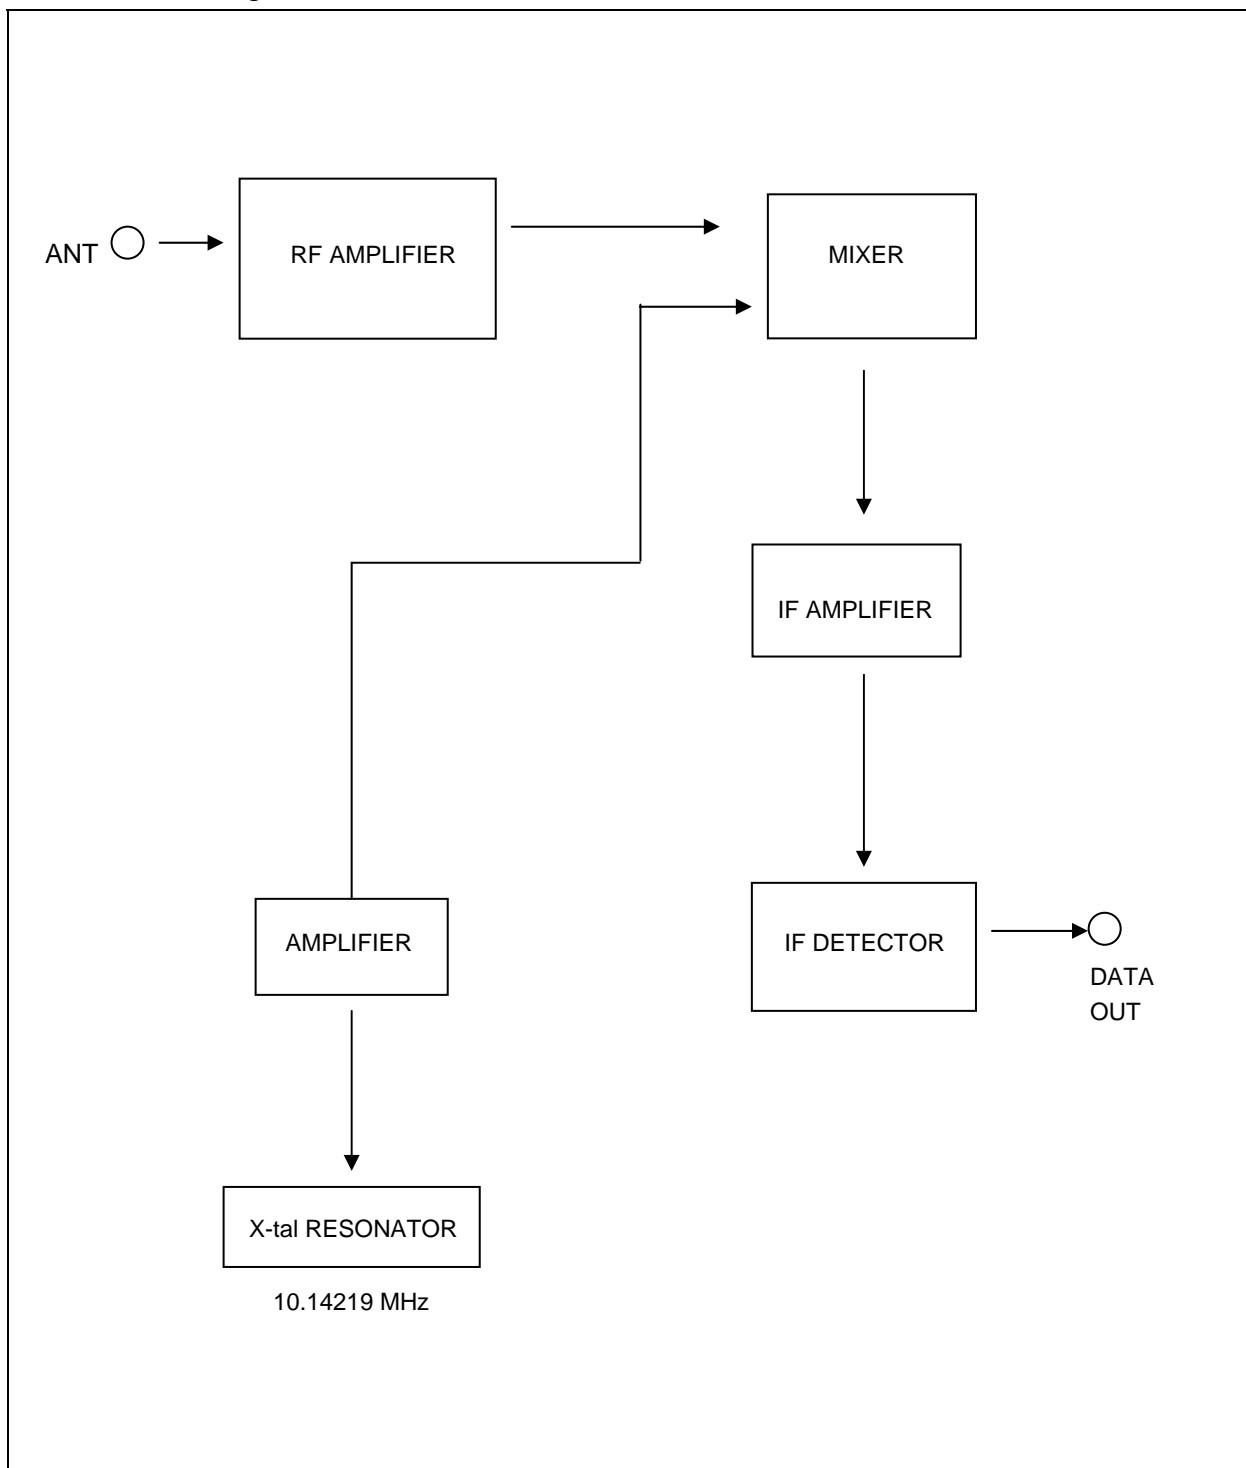 ANT
RF AMPLIFIER
MIXER
IF AMPLIFIER
AMPLIFIER
IF DETECTOR
DATA
OUT
X-tal RESONATOR
10.14219 MHz